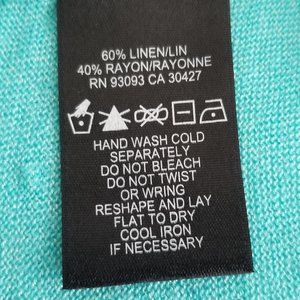 60% LINEN/LIN
40% RAYON/RAYONNE
RN 93093 CA 30427
HAND WASH COLD
SEPARATELY
DO NOT BLEACH
DO NOT TWIST
OR WRING
RESHAPE AND LAY
FLAT TO DRY
COOL IRON
IF NECESSARY